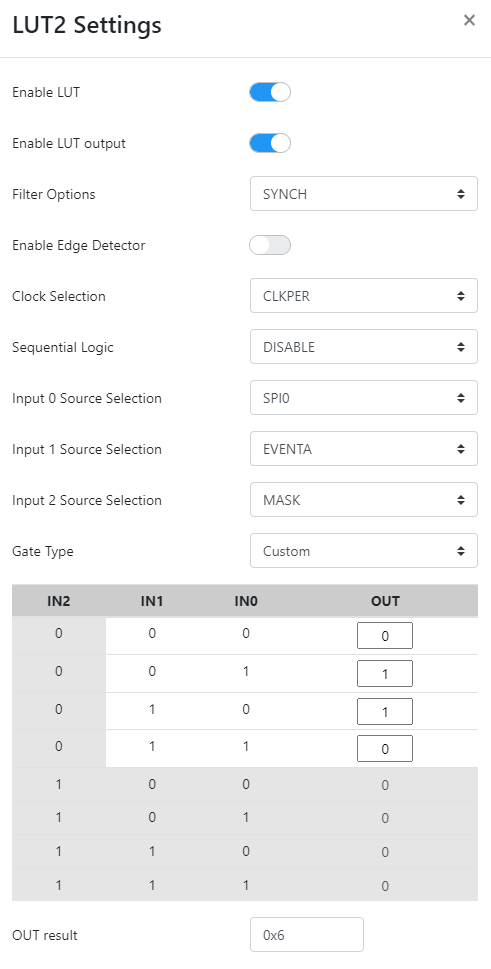 LUT2 Settings ×
Enable LUT
Enable LUT output
Filter Options SYNCH
Enable Edge Detector
Clock Selection CLKPER
Sequential Logic DISABLE
Input 0 Source Selection SPI0
Input 1 Source Selection EVENTA
Input 2 Source Selection MASK
Gate Type Custom
IN2 IN1 IN0 OUT
0 0 0 0
0 0 1 1
0 1 0 1
0 1 1 0
1 0 0 0
1 0 1 0
1 1 0 0
1 1 1 0
OUT result 0x6